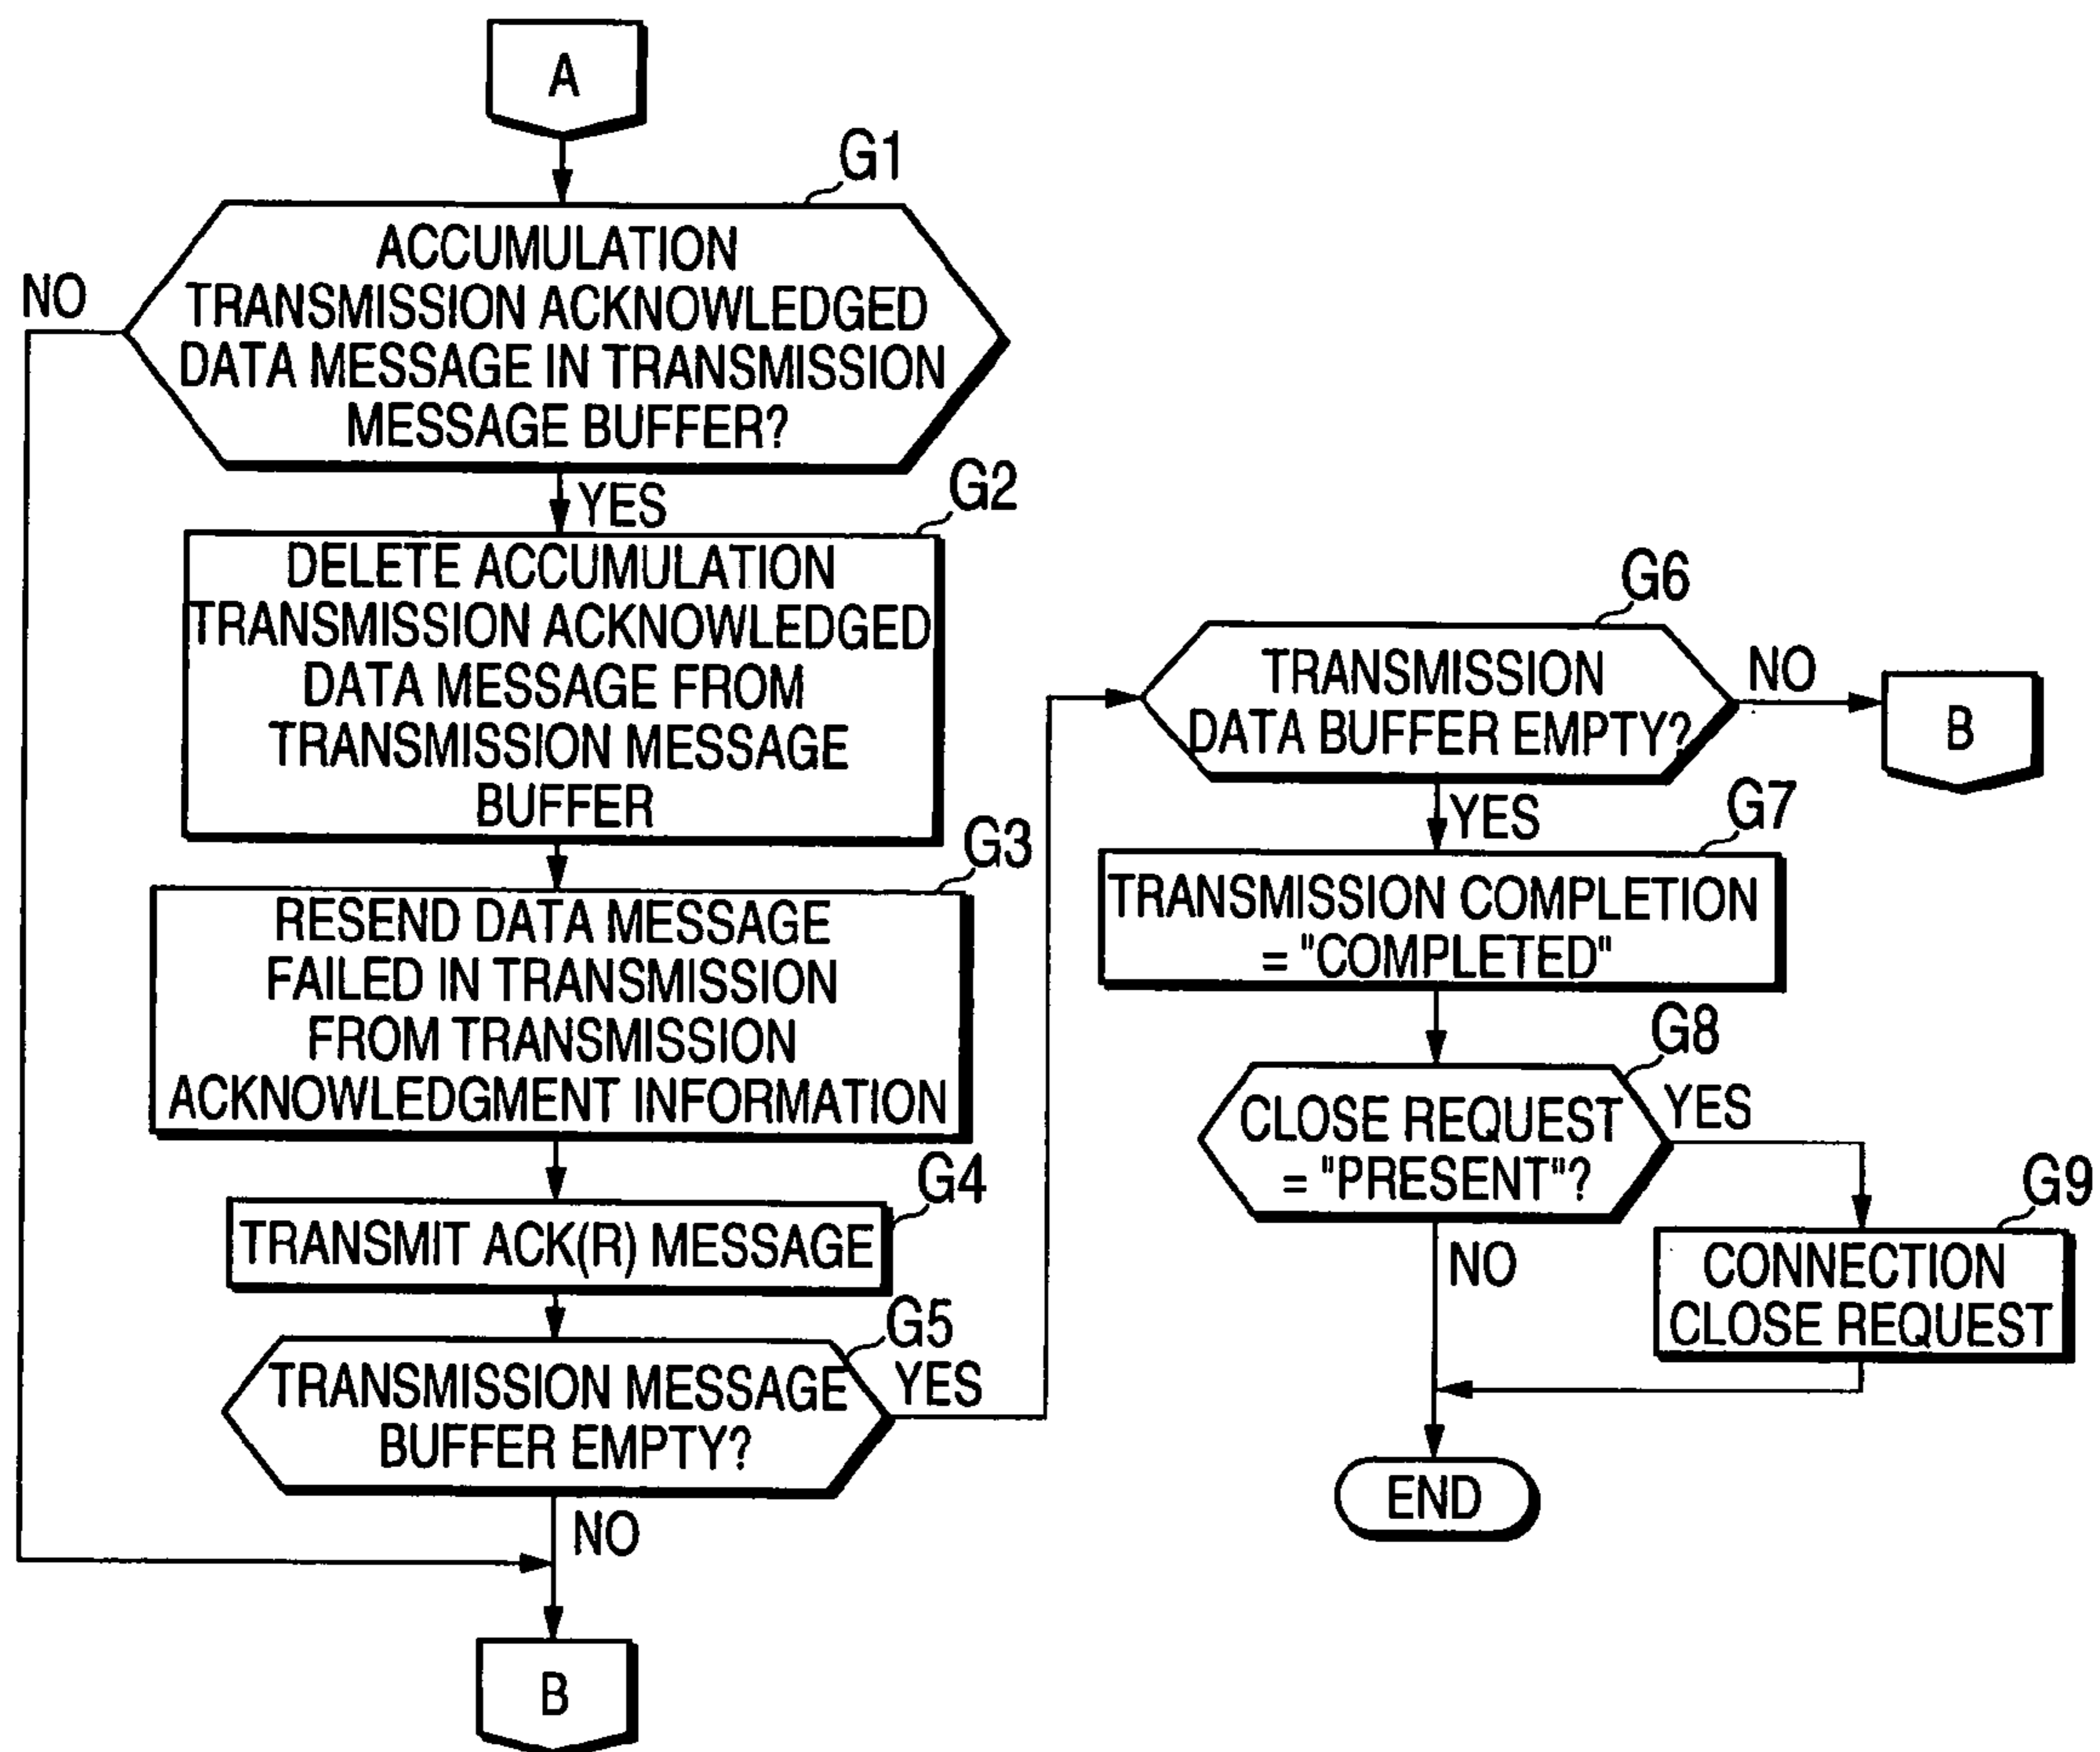 A
G1
ACCUMULATION
TRANSMISSION ACKNOWLEDGED
DATA MESSAGE IN TRANSMISSION
MESSAGE BUFFER?
NO
YES
G2
DELETE ACCUMULATION
TRANSMISSION ACKNOWLEDGED
DATA MESSAGE FROM
TRANSMISSION MESSAGE
BUFFER
G3
RESEND DATA MESSAGE
FAILED IN TRANSMISSION
FROM TRANSMISSION
ACKNOWLEDGMENT INFORMATION
G4
TRANSMIT ACK(R) MESSAGE
G5
TRANSMISSION MESSAGE
BUFFER EMPTY?
YES
NO
B
G6
TRANSMISSION
DATA BUFFER EMPTY?
NO
B
YES
G7
TRANSMISSION COMPLETION
= "COMPLETED"
G8
CLOSE REQUEST
= "PRESENT"?
YES
NO
G9
CONNECTION
CLOSE REQUEST
END